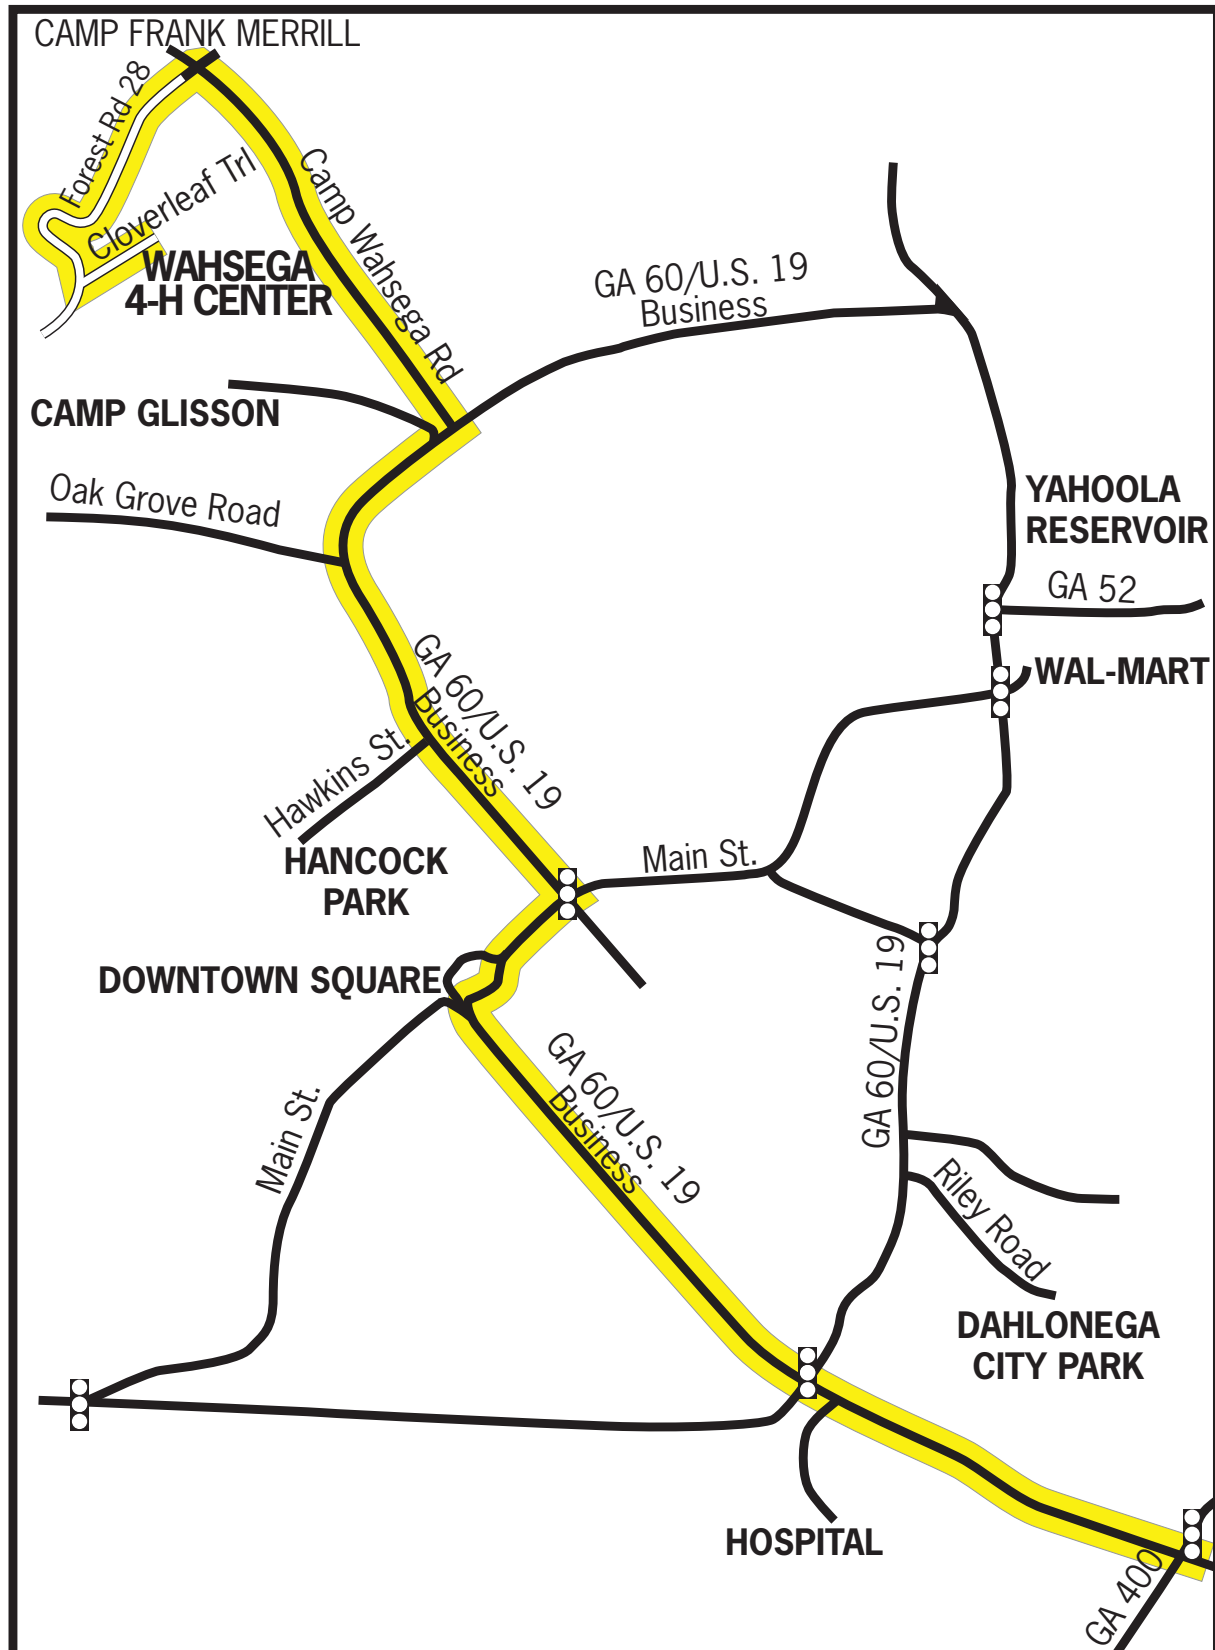 CAMP FRANK MERRILL
Forest Rd 28
Cloverleaf Trl
Camp Wahsega Rd
WAHSEGA
4-H CENTER
GA 60/U.S. 19
Business
CAMP GLISSON
Oak Grove Road
YAHOOLA
RESERVOIR
GA 52
WAL-MART
GA 60/U.S. 19
Business
Hawkins St.
HANCOCK
PARK
Main St.
DOWNTOWN SQUARE
GA 60/U.S. 19
GA 60/U.S. 19
Business
Main St.
Riley Road
DAHLONEGA
CITY PARK
HOSPITAL
GA 400